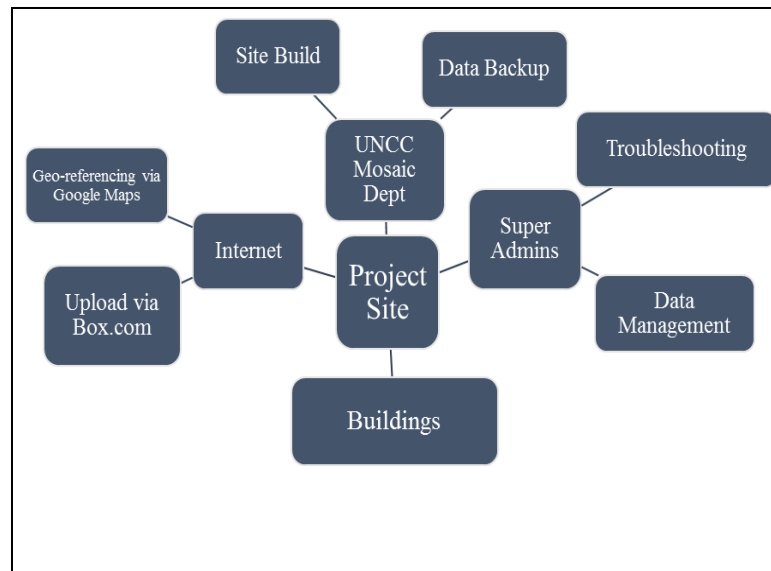 Site Build
Data Backup
UNCC
Mosaic
Dept
Troubleshooting
Geo-referencing via
Google Maps
Super
Admins
Internet
Project
Site
Upload via
Box.com
Data
Management
Buildings